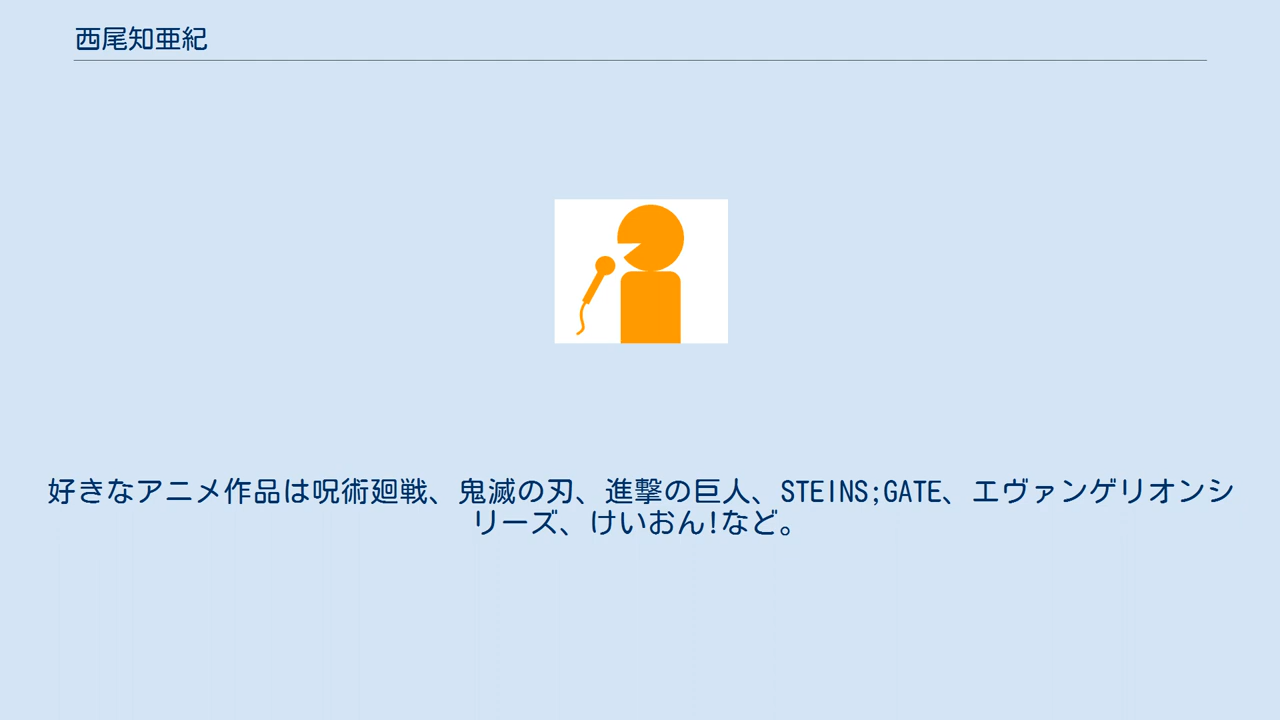 西尾知亜紀
好きなアニメ作品は呪術廻戦、鬼滅の刃、進撃の巨人、STEINS;GATE、エヴァンゲリオンシ
リーズ、けいおん!など。